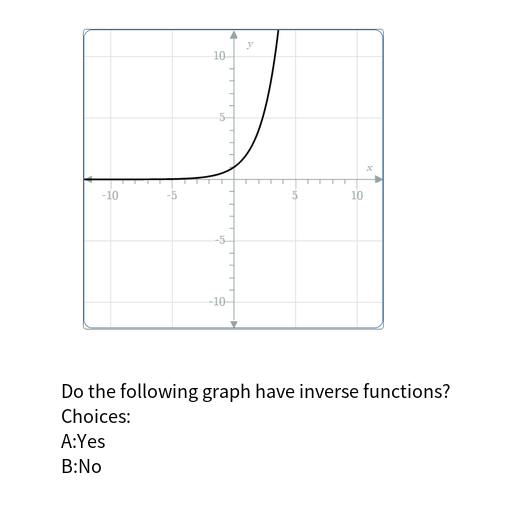 y
10
5
x
-10 -5 5 10
-5
-10
Do the following graph have inverse functions?
Choices:
A:Yes
B:No